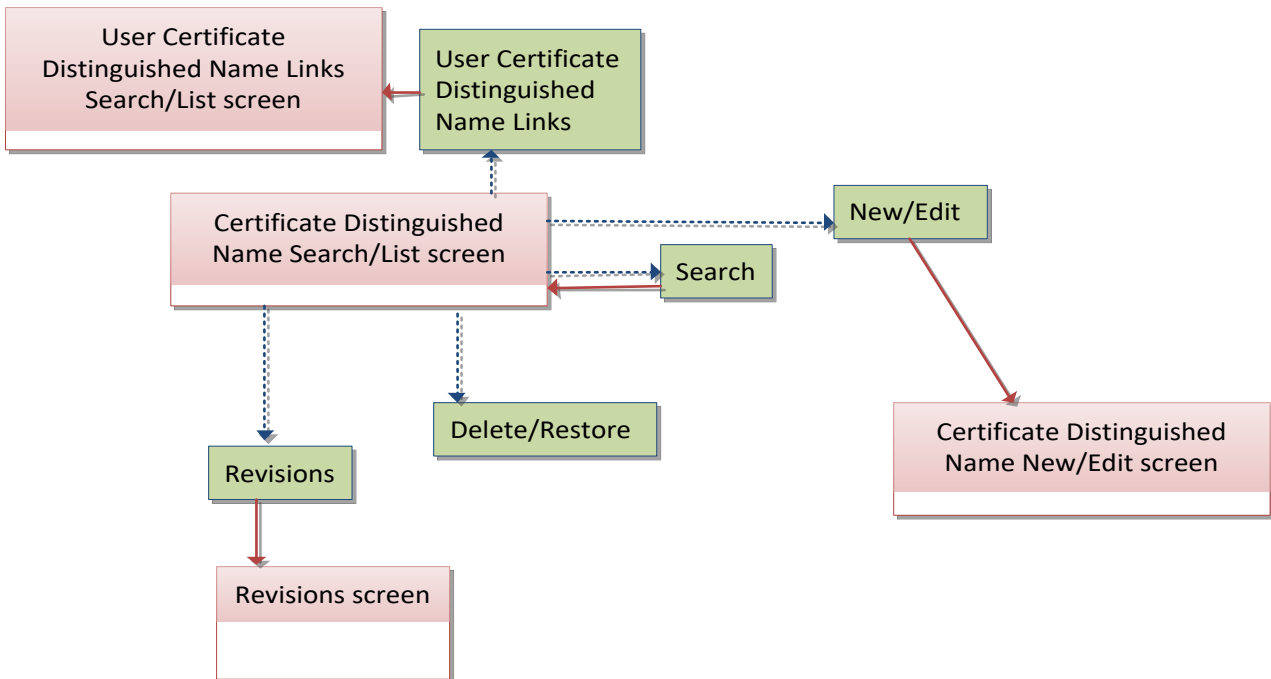 User Certificate
Distinguished Name Links
Search/List screen
User Certificate
Distinguished
Name Links
Certificate Distinguished
Name Search/List screen
New/Edit
Search
Delete/Restore
Certificate Distinguished
Name New/Edit screen
Revisions
Revisions screen